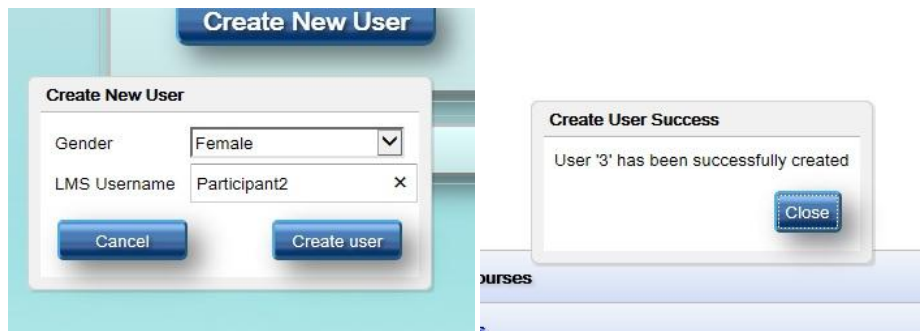 Create New User
Create New User
Gender
Female
LMS Username
Participant2
Cancel
Create user
Create User Success
User '3' has been successfully created
Close
ourses